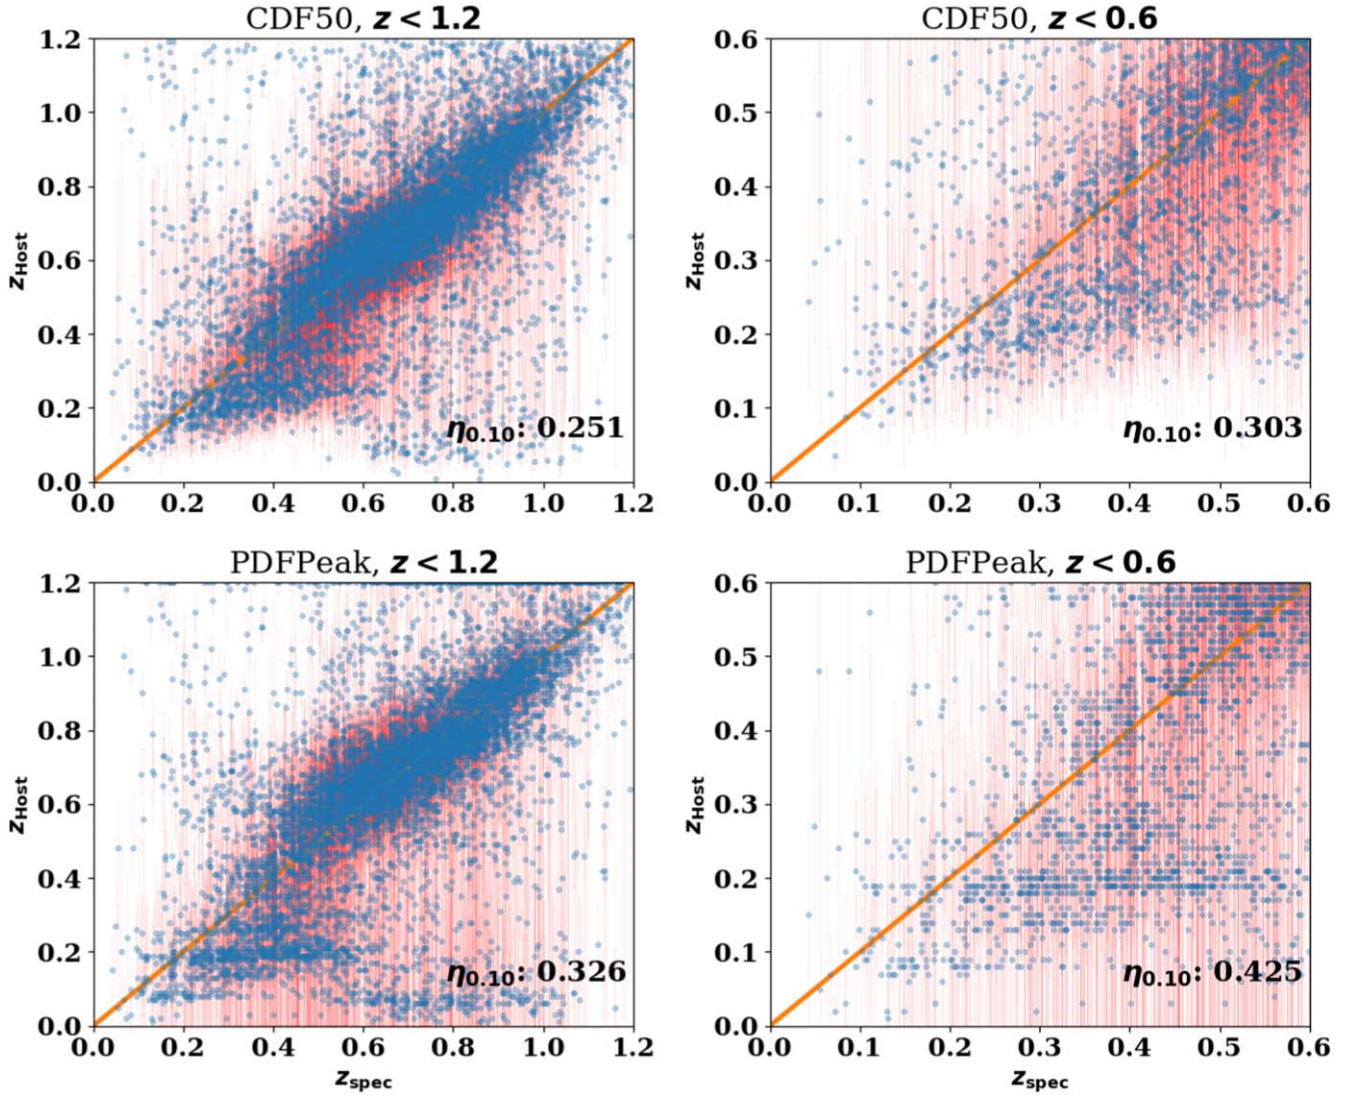 CDF50, z < 1.2
CDF50, z < 0.6
1.2
1.0
0.8
0.6
0.4
0.2
0.0
z_Host
η_0.10: 0.251
0.0 0.2 0.4 0.6 0.8 1.0 1.2
0.6
0.5
0.4
0.3
0.2
0.1
0.0
z_Host
η_0.10: 0.303
0.0 0.1 0.2 0.3 0.4 0.5 0.6
PDFPeak, z < 1.2
PDFPeak, z < 0.6
1.2
1.0
0.8
0.6
0.4
0.2
0.0
z_Host
η_0.10: 0.326
0.0 0.2 0.4 0.6 0.8 1.0 1.2
z_spec
0.6
0.5
0.4
0.3
0.2
0.1
0.0
z_Host
η_0.10: 0.425
0.0 0.1 0.2 0.3 0.4 0.5 0.6
z_spec